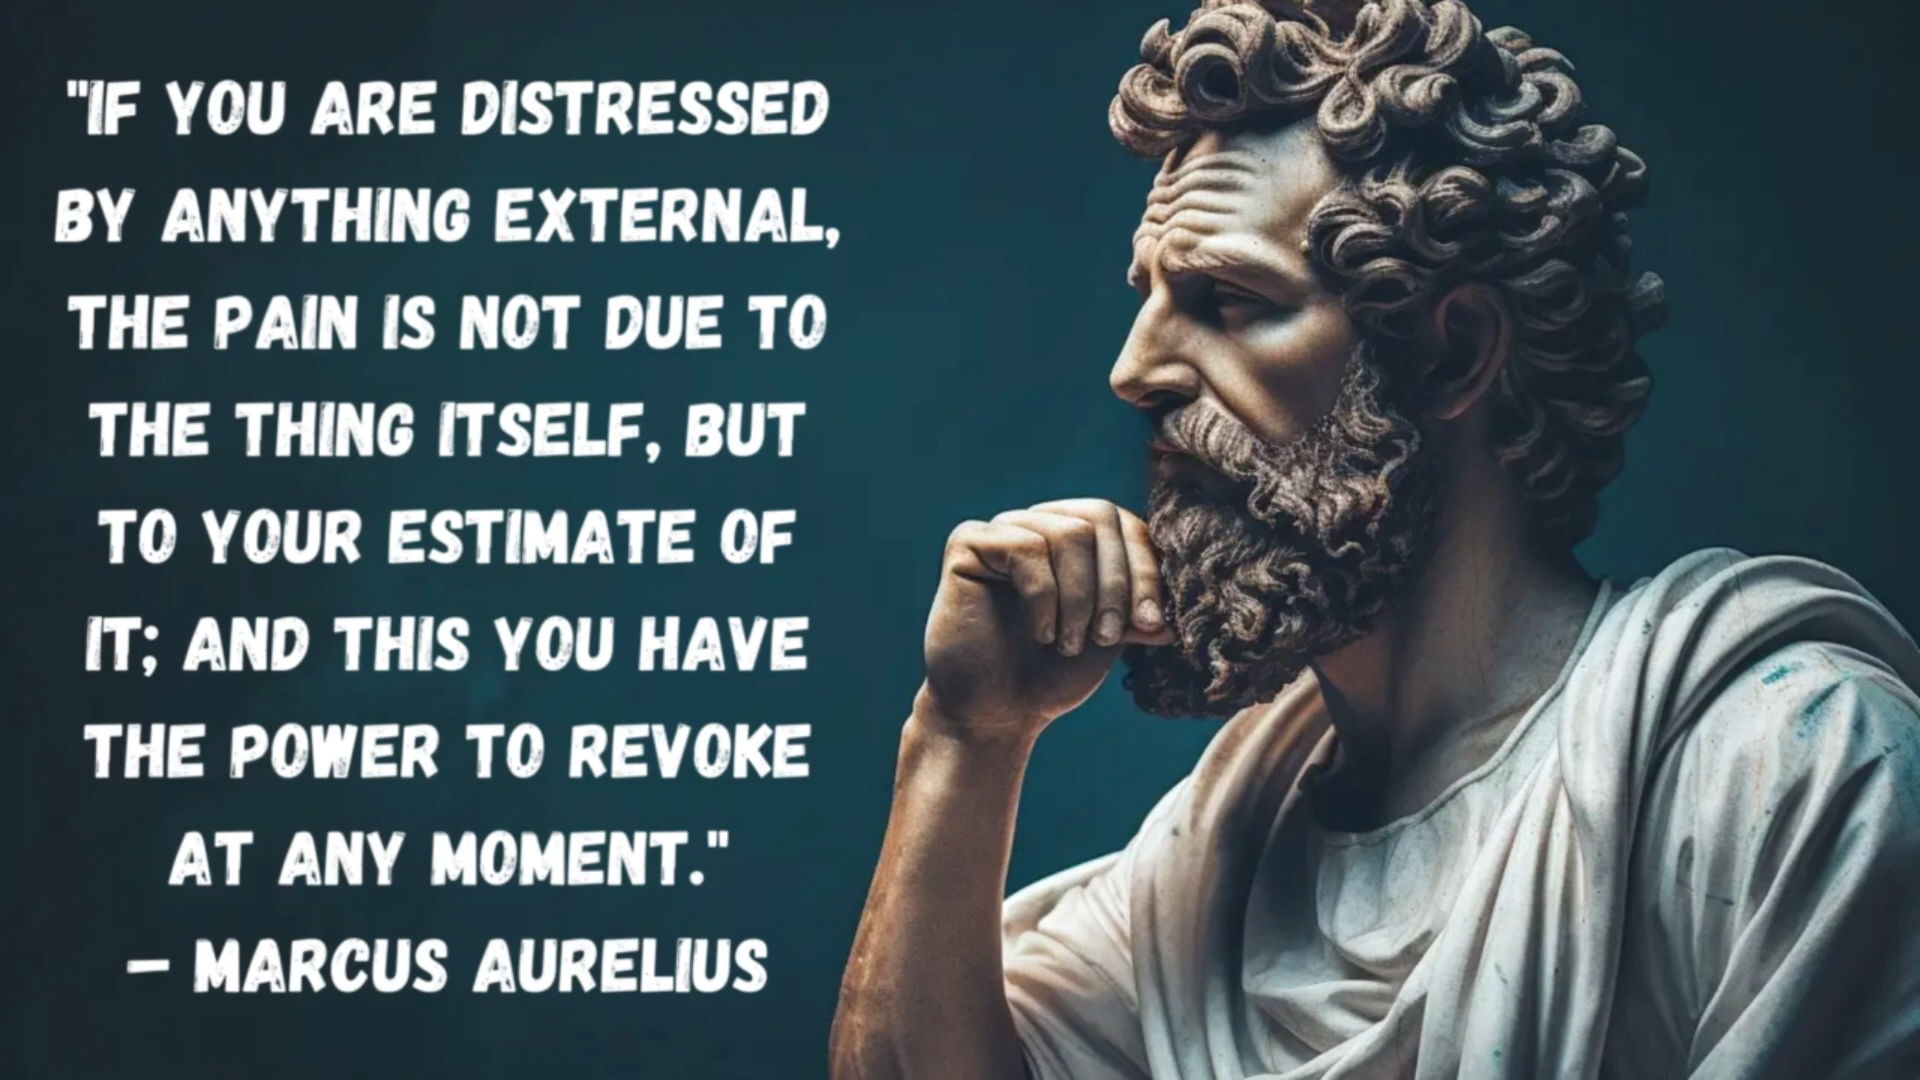 "IF YOU ARE DISTRESSED
BY ANYTHING EXTERNAL,
THE PAIN IS NOT DUE TO
THE THING ITSELF, BUT
TO YOUR ESTIMATE OF
IT; AND THIS YOU HAVE
THE POWER TO REVOKE
AT ANY MOMENT."
– MARCUS AURELIUS